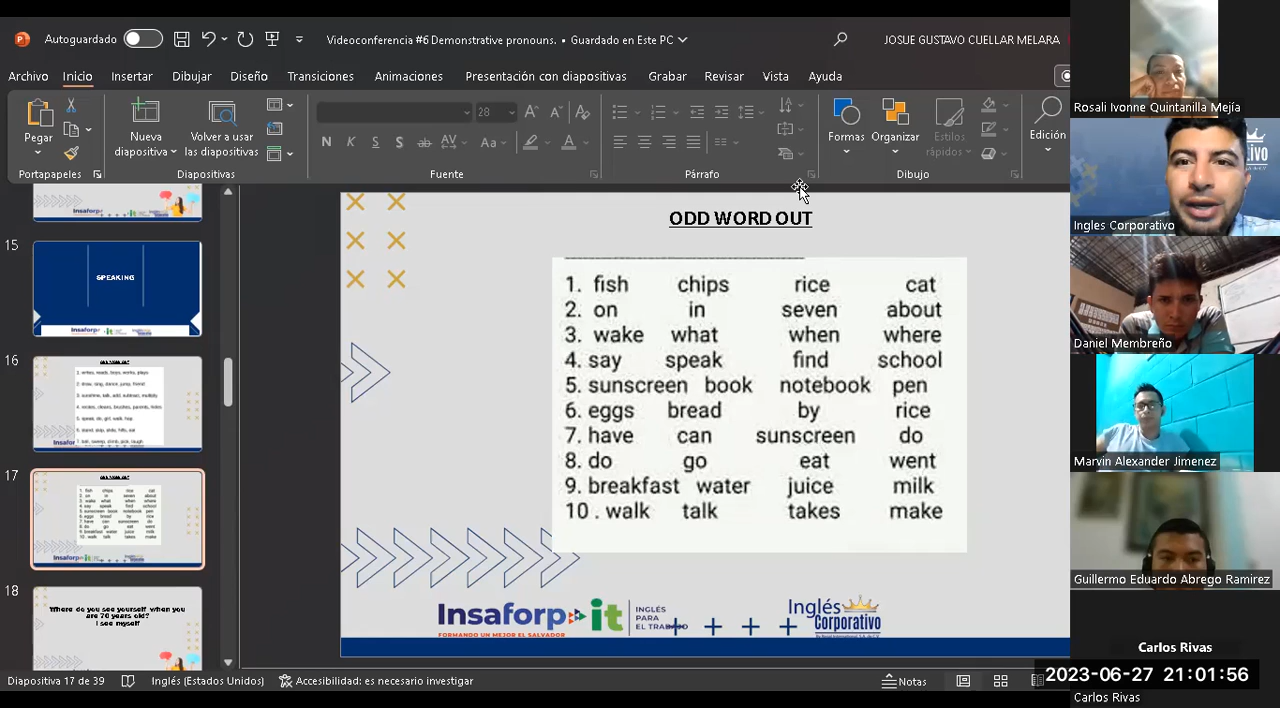 Autoguardado
Videoconferencia #6 Demonstrative pronouns. • Guardado en Este PC
JOSUE GUSTAVO CUELLAR MELARA
Archivo Inicio Insertar Dibujar Diseño Transiciones Animaciones Presentación con diapositivas Grabar Revisar Vista Ayuda
Pegar
Nueva diapositiva
Volver a usar las diapositivas
28
N K S S ab AV Aa A
Formas Organizar Estilos rápidos Edición
Portapapeles Diapositivas Fuente Párrafo Dibujo
15
SPEAKING
16
17
18
Where do you see yourself when you
are 70 years old?
I see myself
ODD WORD OUT
1. fish chips rice cat
2. on in seven about
3. wake what when where
4. say speak find school
5. sunscreen book notebook pen
6. eggs bread by rice
7. have can sunscreen do
8. do go eat went
9. breakfast water juice milk
10 . walk talk takes make
Insaforp it
INGLÉS
PARA
EL TRABAJO
FORMANDO UN MEJOR EL SALVADOR
Inglés
Corporativo
Diapositiva 17 de 39 Inglés (Estados Unidos) Accesibilidad: es necesario investigar Notas
Rosali Ivonne Quintanilla Mejía
Ingles Corporativo
Daniel Membreño
Marvin Alexander Jimenez
Guillermo Eduardo Abrego Ramirez
Carlos Rivas
2023-06-27 21:01:56
Carlos Rivas